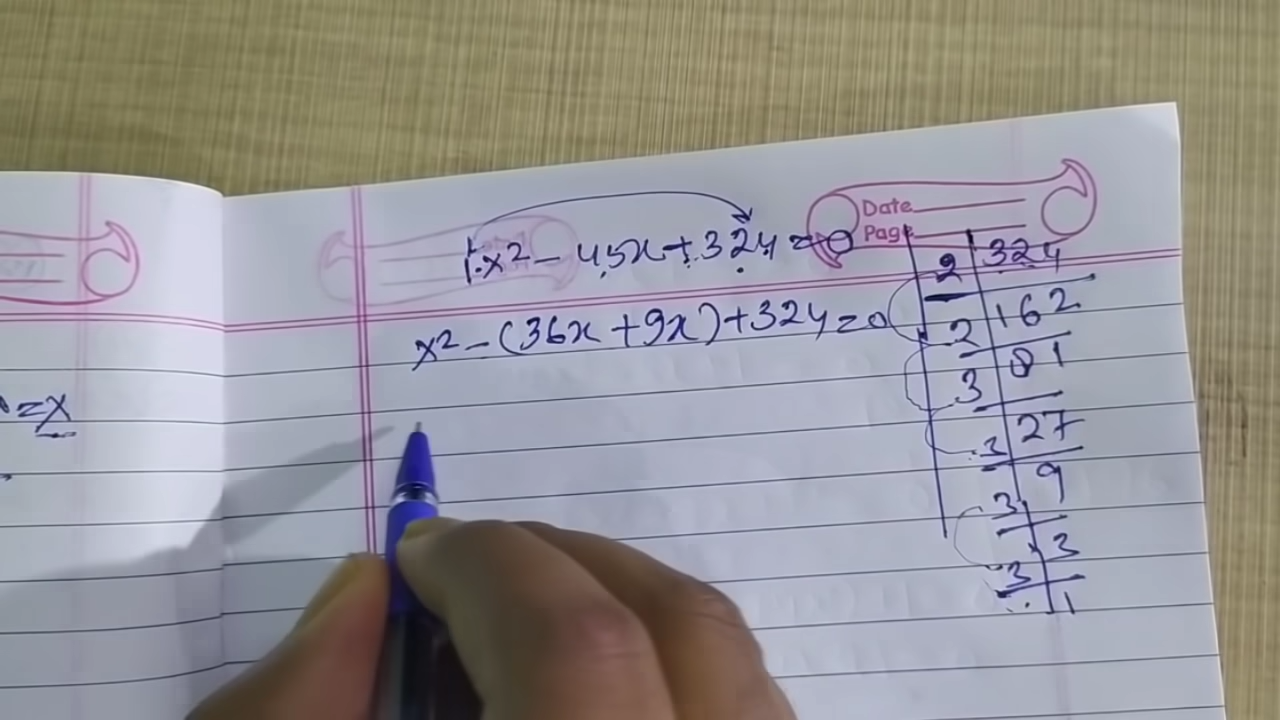 =x
Date
Page
1·x² - 45x + 324 = 0
x² - (36x + 9x) + 324 = 0
2 324
2 162
3 81
3 27
3 9
3 3
1